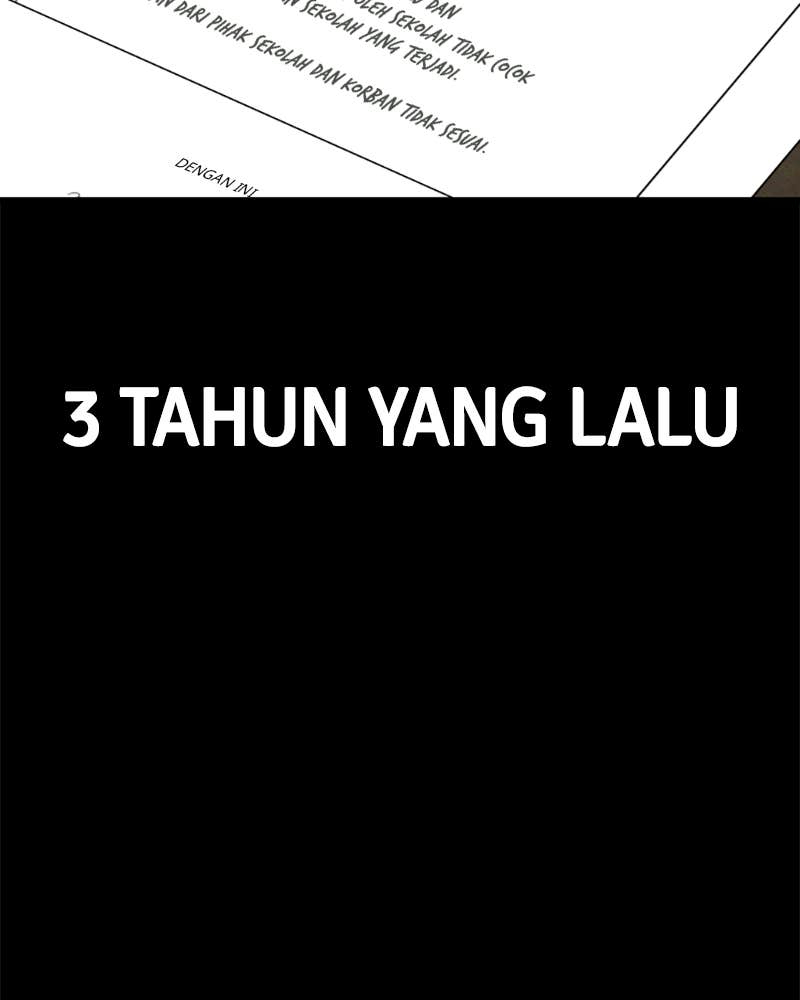 DAN
OLEH SEKOLAH TIDAK COCOK
SEKOLAH YANG TERJADI.
DARI PIHAK SEKOLAH DAN KORBAN TIDAK SESUAI.
DENGAN INI
3 TAHUN YANG LALU